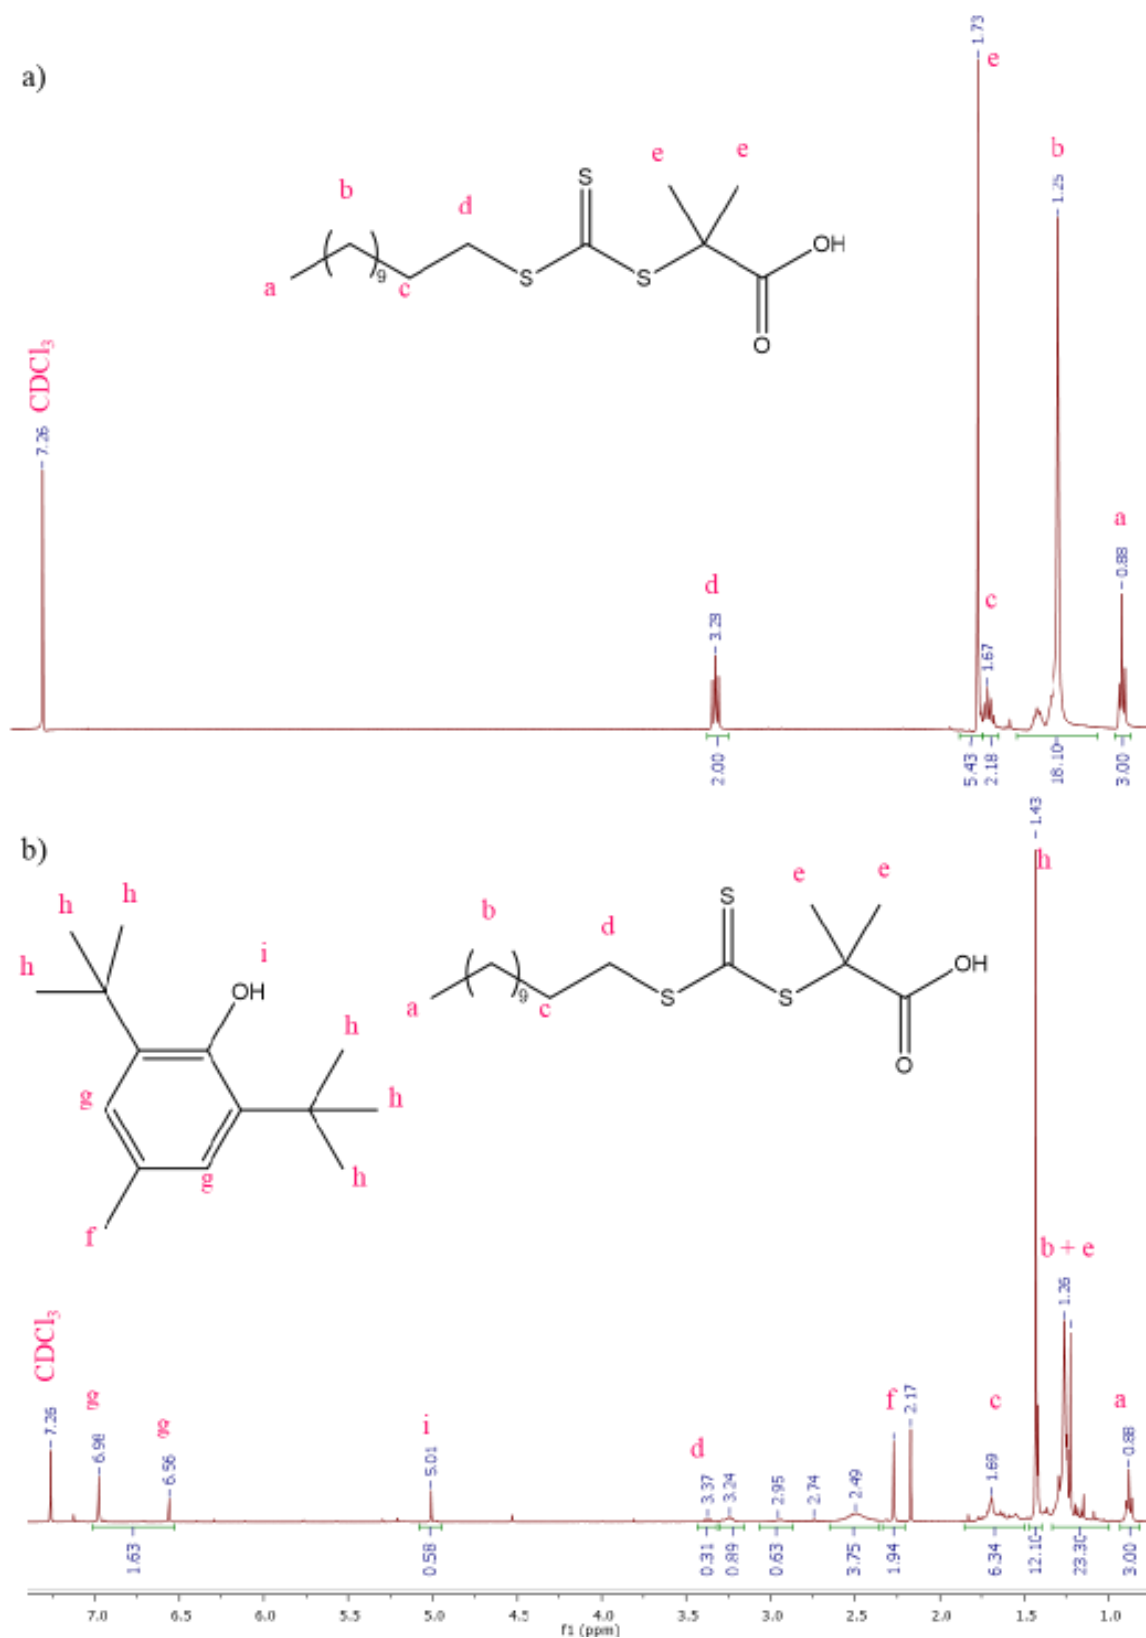 a)
1.73
e
e
e
b
1.25
b
d
S
OH
9
S
S
a
c
O
CDCl3
7.26
a
0.88
d
3.28
c
1.67
2.00
5.43
2.18
18.10
3.00
b)
1.43
h
h
h
h
i
OH
h
h
h
g
g
f
b
d
S
e
e
OH
9
S
S
a
c
O
b + e
1.26
CDCl3
7.26
g
6.98
g
6.56
i
5.01
d
3.37
3.24
2.95
2.74
2.49
f
2.17
c
1.69
a
0.88
1.63
0.58
0.31
0.89
0.63
3.75
1.94
6.34
12.10
23.30
3.00
7.0 6.5 6.0 5.5 5.0 4.5 4.0 3.5 3.0 2.5 2.0 1.5 1.0
f1 (ppm)